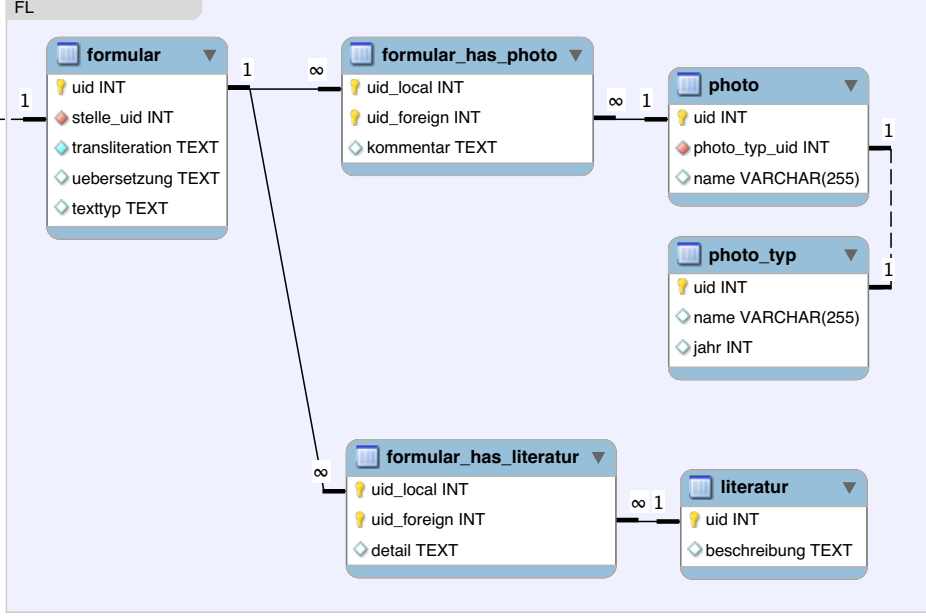 FL
formular
uid INT
stelle_uid INT
transliteration TEXT
uebersetzung TEXT
texttyp TEXT
1
1
∞
formular_has_photo
uid_local INT
uid_foreign INT
kommentar TEXT
∞ 1
photo
uid INT
photo_typ_uid INT
name VARCHAR(255)
1
1
photo_typ
uid INT
name VARCHAR(255)
jahr INT
∞
formular_has_literatur
uid_local INT
uid_foreign INT
detail TEXT
∞ 1
literatur
uid INT
beschreibung TEXT